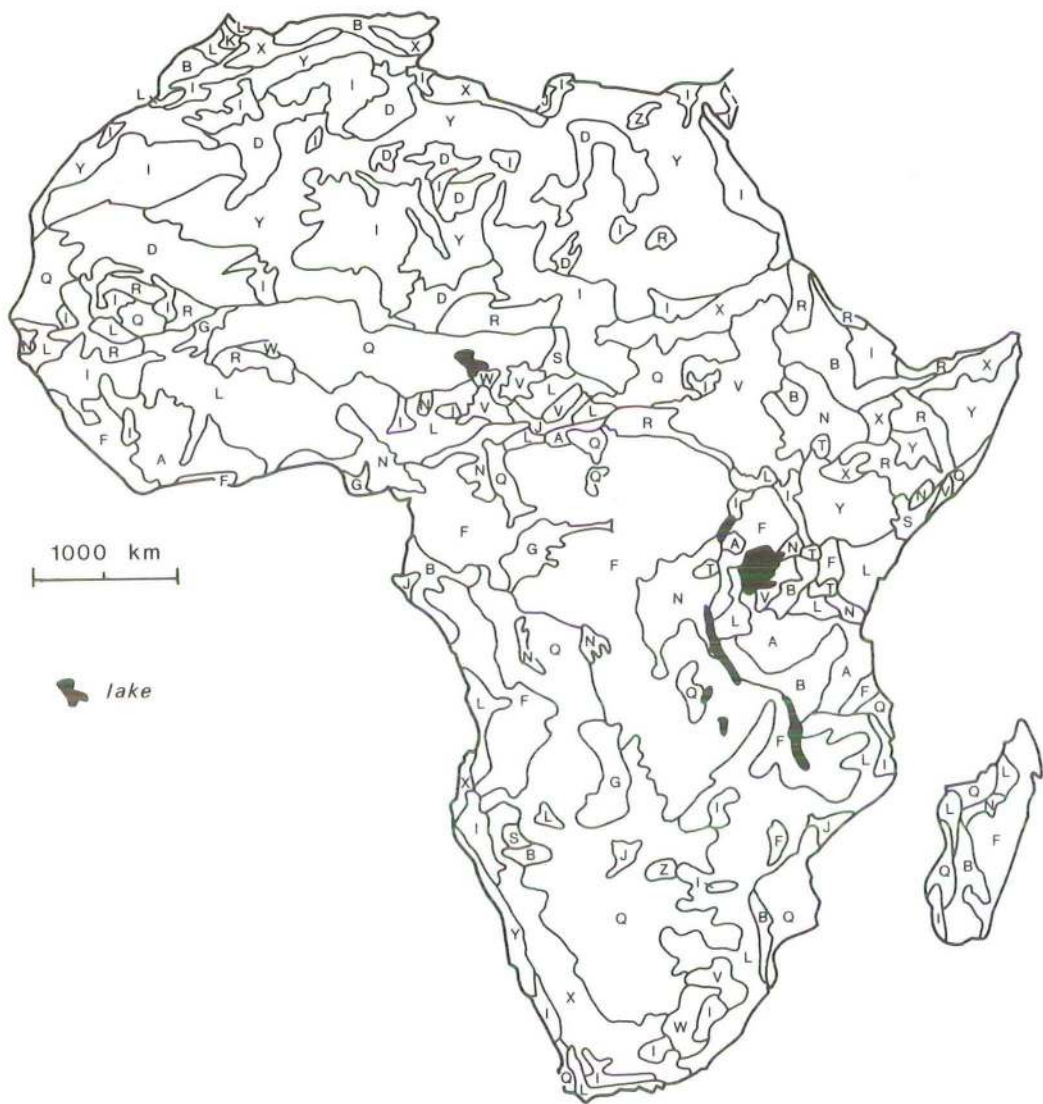 L B
L K X X
B Y
L I I I X I I
I D Y D Z
I D I D D I Y
Y I I D
Y I I R I
D D
Q I D I I X R
R I R R
I Q I R G
N L L R Q S R I
I R W W V L Q I V B R X
L N V B X R Y
I I V L V L N
F I L J R T Y R
A N L A Q X
F G N Q Q L I I Y N V Q
S
F F
1000 km G F A N T F L
B T
J N V B T
L L N
N Q N A
lake Q B A
L F F Q
G F L I
X L I
I S B L I J
J Z F L Q L
I N
Q B Q F
Y B Q
L I
V
X W I
I I
Q L I